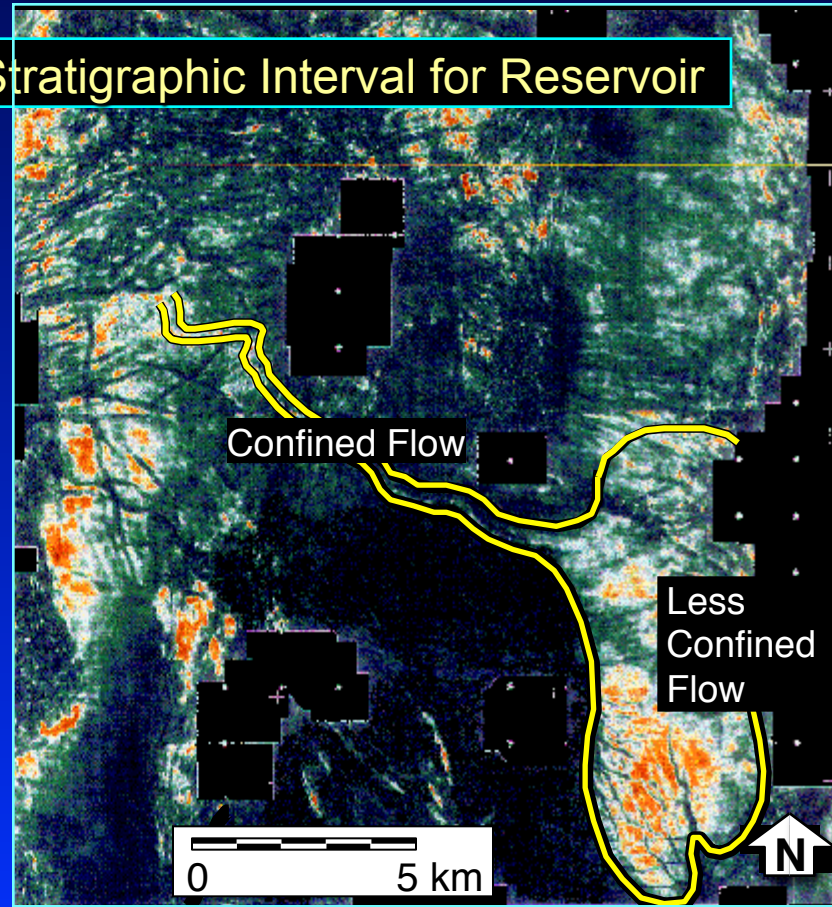 Stratigraphic Interval for Reservoir
Confined Flow
Less
Confined
Flow
N
0 5 km